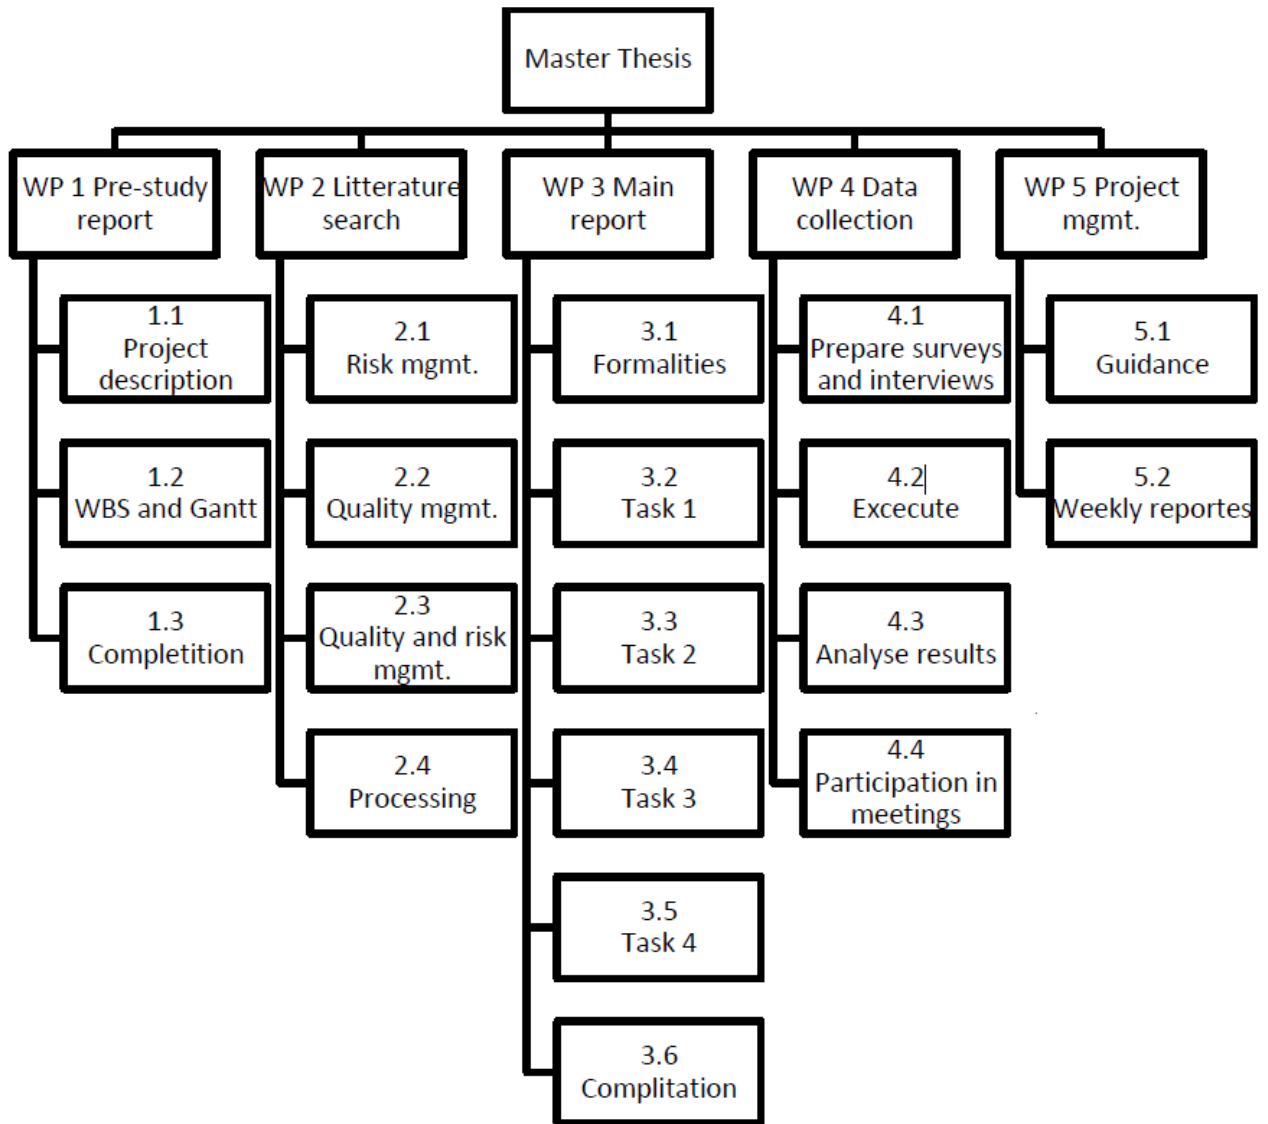 Master Thesis
WP 1 Pre-study
report
WP 2 Litterature
search
WP 3 Main
report
WP 4 Data
collection
WP 5 Project
mgmt.
1.1
Project
description
1.2
WBS and Gantt
1.3
Completition
2.1
Risk mgmt.
2.2
Quality mgmt.
2.3
Quality and risk
mgmt.
2.4
Processing
3.1
Formalities
3.2
Task 1
3.3
Task 2
3.4
Task 3
3.5
Task 4
3.6
Complitation
4.1
Prepare surveys
and interviews
4.2
Excecute
4.3
Analyse results
4.4
Participation in
meetings
5.1
Guidance
5.2
Weekly reportes